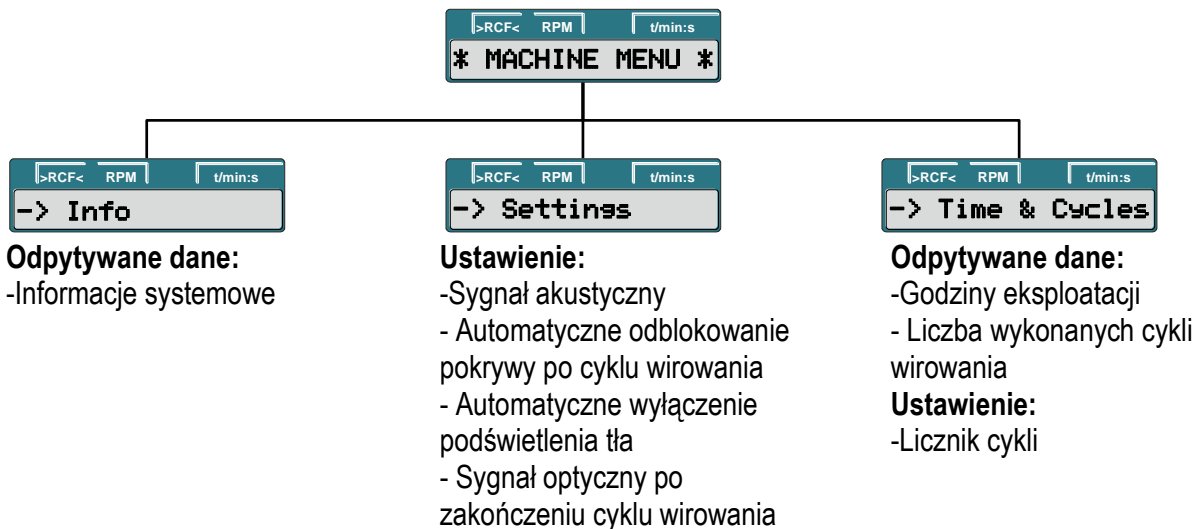 >RCF< RPM t/min:s
* MACHINE MENU *
>RCF< RPM t/min:s
-> Info
Odpytywane dane:
-Informacje systemowe
>RCF< RPM t/min:s
-> Settings
Ustawienie:
-Sygnał akustyczny
- Automatyczne odblokowanie
pokrywy po cyklu wirowania
- Automatyczne wyłączenie
podświetlenia tła
- Sygnał optyczny po
zakończeniu cyklu wirowania
>RCF< RPM t/min:s
-> Time & Cycles
Odpytywane dane:
-Godziny eksploatacji
- Liczba wykonanych cykli
wirowania
Ustawienie:
-Licznik cykli